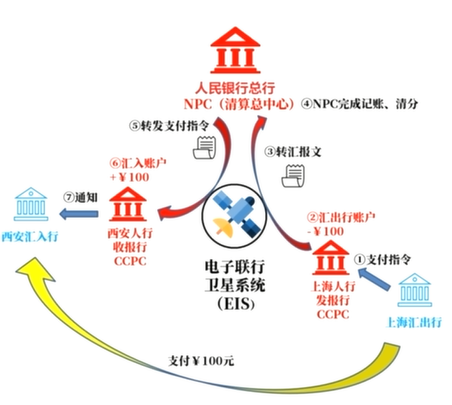 人民银行总行
NPC（清算总中心）
④NPC完成记账、清分
⑤转发支付指令
③转汇报文
⑥汇入账户
+￥100
⑦通知
西安汇入行
西安人行
收报行
CCPC
②汇出行账户
-￥100
①支付指令
上海人行
发报行
CCPC
上海汇出行
电子联行
卫星系统
（EIS）
支付￥100元